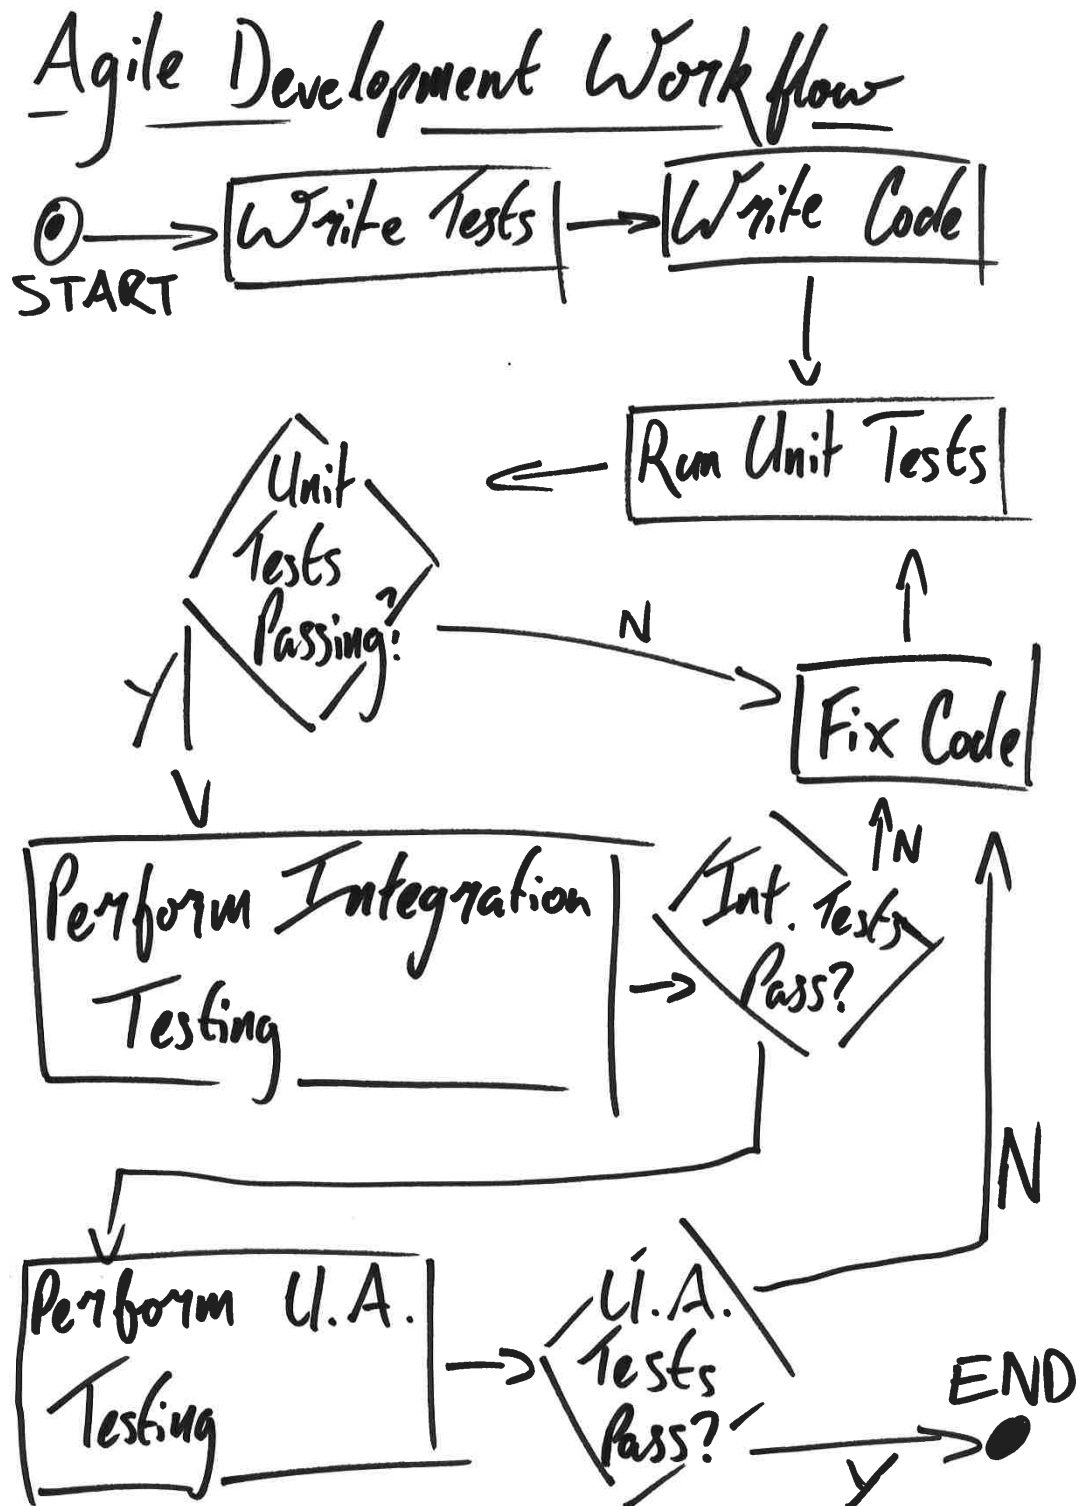 Agile Development Workflow
START
Write Tests
Write Code
Run Unit Tests
Unit
Tests
Passing?
N
Y
Fix Code
Perform Integration
Testing
Int. Tests
Pass?
N
N
Perform U.A.
Testing
U.A.
Tests
Pass?
END
Y